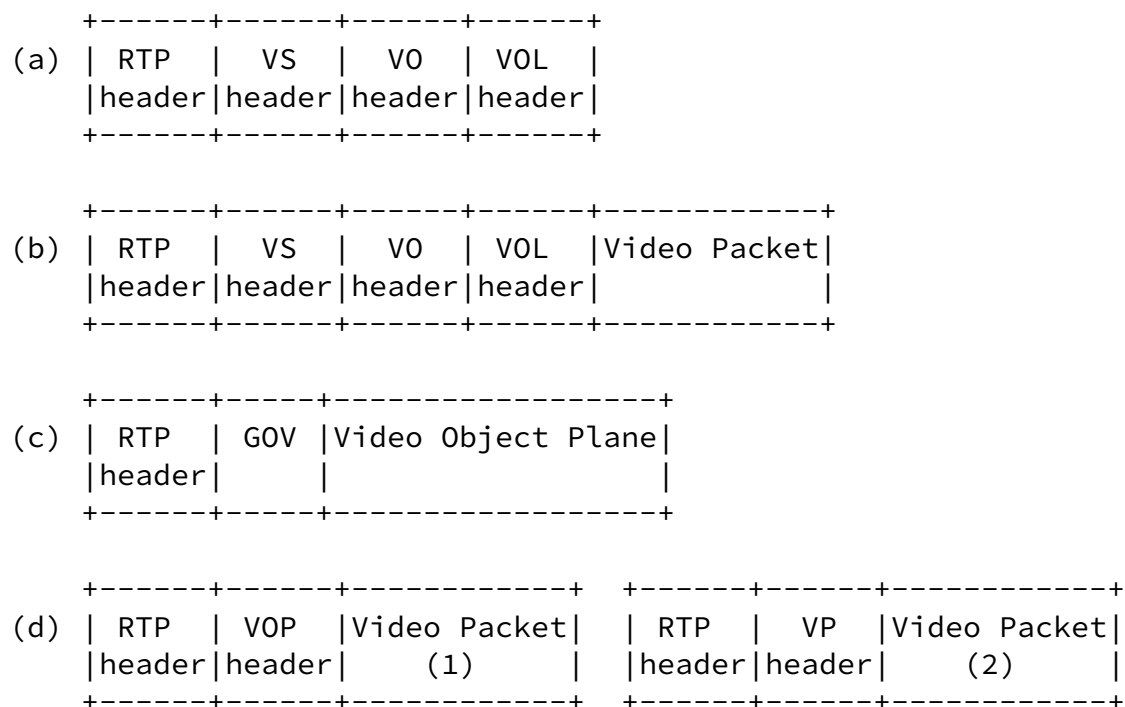 +------+------+------+------+
(a) | RTP  |  VS  |  VO  | VOL  |
    |header|header|header|header|
    +------+------+------+------+

    +------+------+------+------+------------+
(b) | RTP  |  VS  |  VO  | VOL  |Video Packet|
    |header|header|header|header|            |
    +------+------+------+------+------------+

    +------+-----+------------------+
(c) | RTP  | GOV |Video Object Plane|
    |header|     |                  |
    +------+-----+------------------+

    +------+------+------------+  +------+------+------------+
(d) | RTP  | VOP  |Video Packet|  | RTP  |  VP  |Video Packet|
    |header|header|    (1)     |  |header|header|    (2)     |
    +------+------+------------+  +------+------+------------+